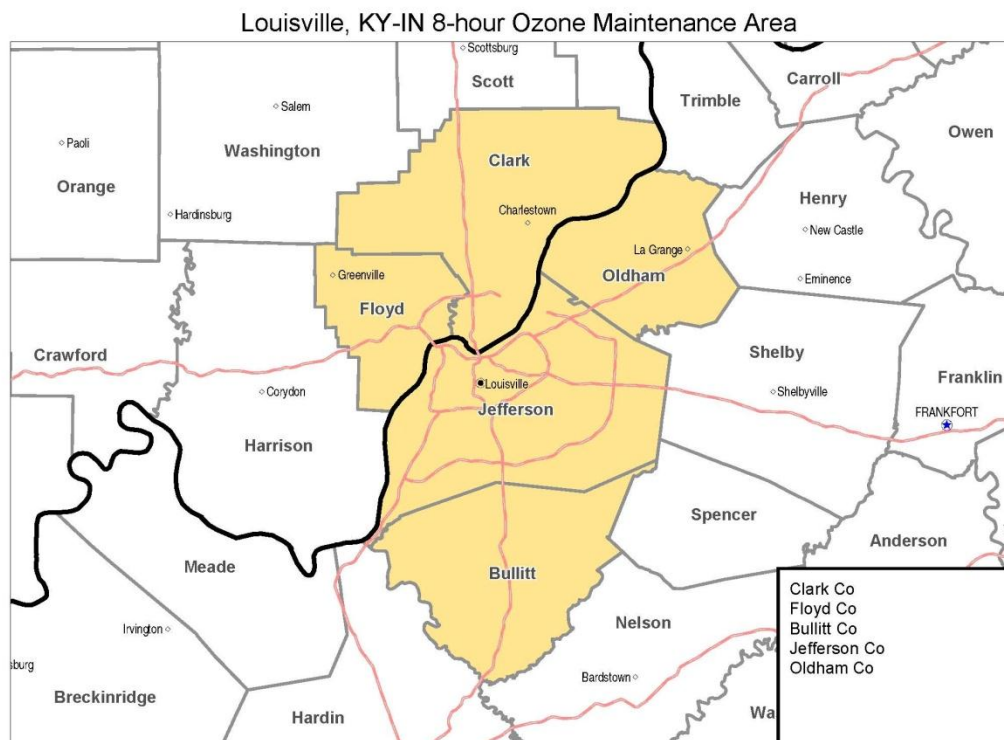 Louisville, KY-IN 8-hour Ozone Maintenance Area
Scottsburg
Scott
Carroll
Trimble
Salem
Owen
Paoli
Washington
Clark
Orange
Henry
Hardinsburg
Charlestown
New Castle
La Grange
Greenville
Oldham
Eminence
Floyd
Crawford
Shelby
Louisville
Franklin
Corydon
Shelbyville
Jefferson
FRANKFORT
Harrison
Spencer
Anderson
Meade
Bullitt
Clark Co
Floyd Co
Bullitt Co
Jefferson Co
Oldham Co
Nelson
Irvington
sburg
Bardstown
Breckinridge
Hardin
Wa